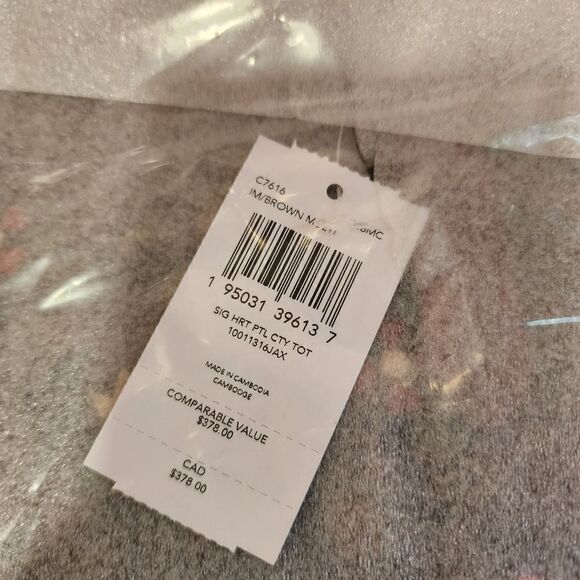 C7616
IM/BROWN
1 95031 39613 7
SIG HRT PTL CTY TOT
10011316JAX
MADE IN CAMBODIA
CAMBODGE
COMPARABLE VALUE
$378.00
CAD
$378.00